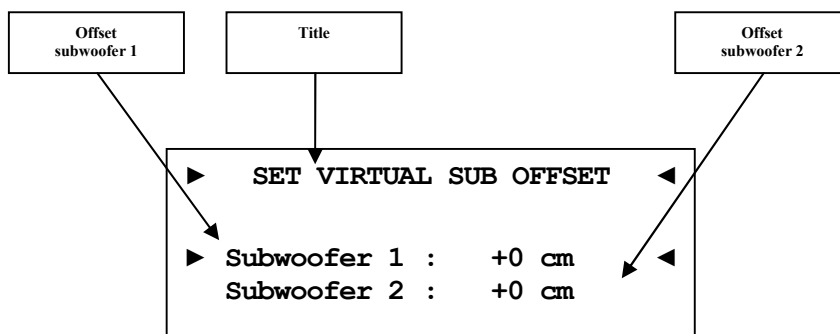 Offset
subwoofer 1
Title
Offset
subwoofer 2
► SET VIRTUAL SUB OFFSET ◄
► Subwoofer 1 : +0 cm ◄
Subwoofer 2 : +0 cm